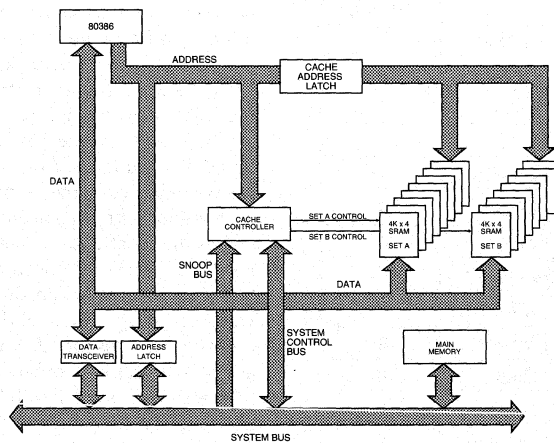 80386
ADDRESS
CACHE
ADDRESS
LATCH
DATA
CACHE
CONTROLLER
SET A CONTROL
SET B CONTROL
4K x 4
SRAM
SET A
4K x 4
SRAM
SET B
SNOOP
BUS
DATA
SYSTEM
CONTROL
BUS
DATA
TRANSCEIVER
ADDRESS
LATCH
MAIN
MEMORY
SYSTEM BUS